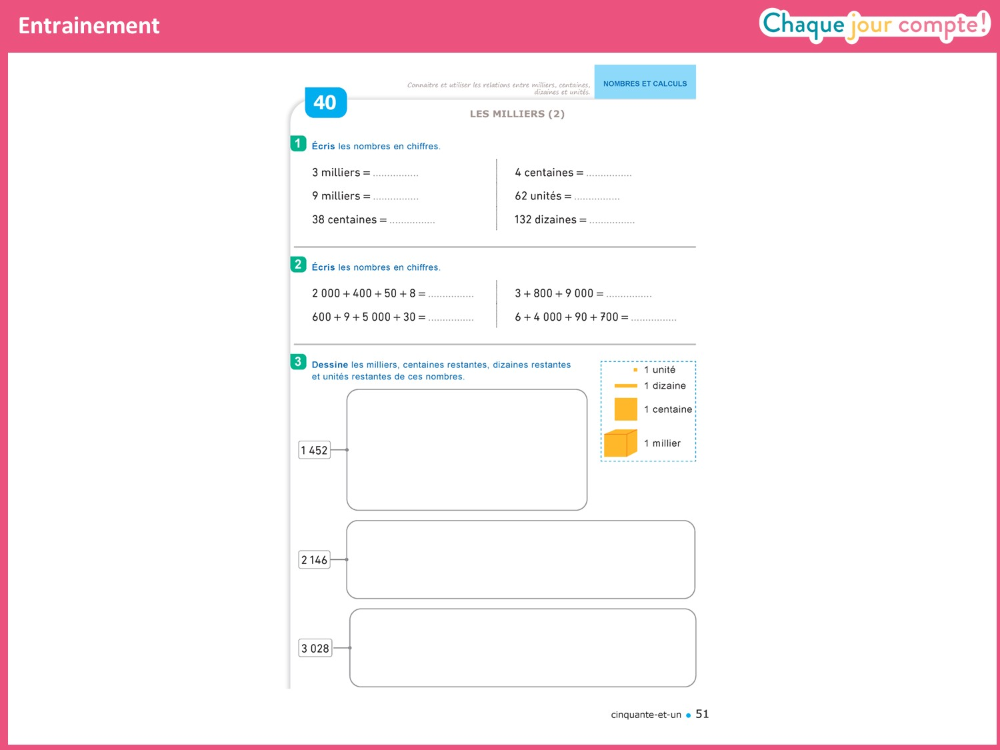 Entrainement
Chaque jour compte!
Connaitre et utiliser les relations entre milliers, centaines,
dizaines et unités.
NOMBRES ET CALCULS
40
LES MILLIERS (2)
1 Écris les nombres en chiffres.
3 milliers = ................
4 centaines = ................
9 milliers = ................
62 unités = ................
38 centaines = ................
132 dizaines = ................
2 Écris les nombres en chiffres.
2 000 + 400 + 50 + 8 = ................
3 + 800 + 9 000 = ................
600 + 9 + 5 000 + 30 = ................
6 + 4 000 + 90 + 700 = ................
3 Dessine les milliers, centaines restantes, dizaines restantes
et unités restantes de ces nombres.
1 unité
1 dizaine
1 centaine
1 millier
1 452
2 146
3 028
cinquante-et-un • 51